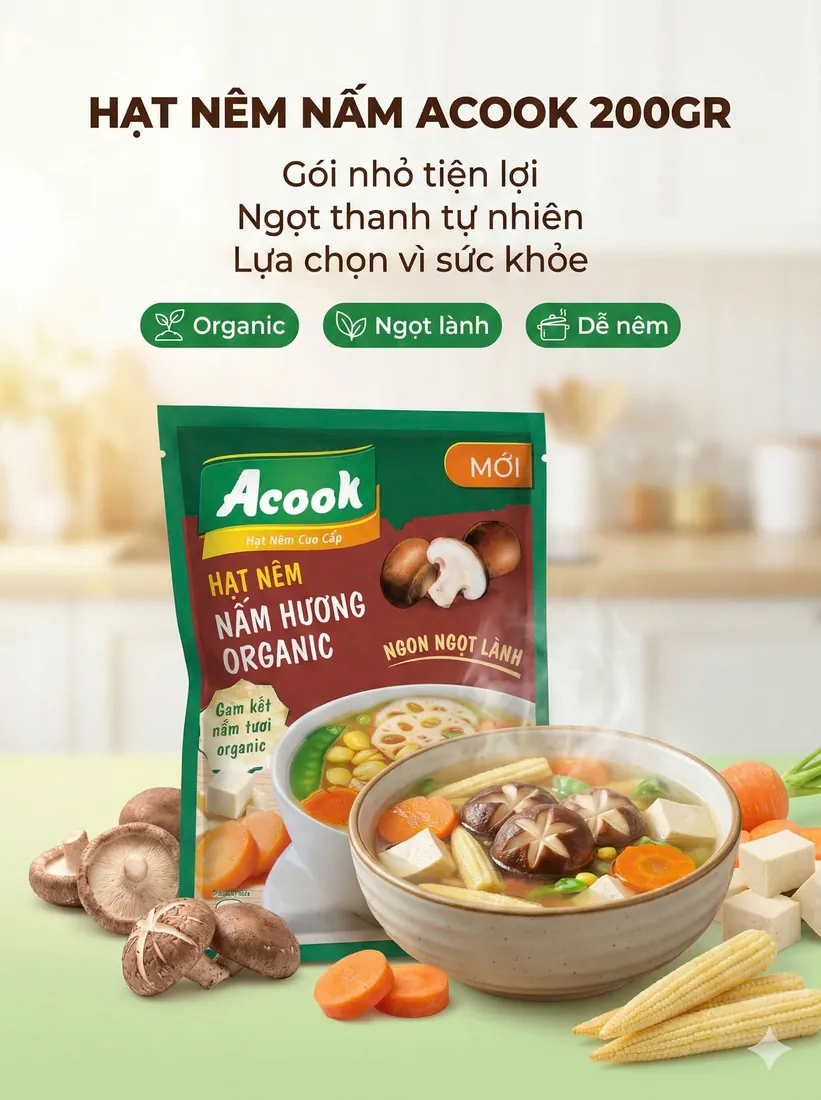 HẠT NÊM NẤM ACOOK 200GR
Gói nhỏ tiện lợi
Ngọt thanh tự nhiên
Lựa chọn vì sức khỏe
Organic
Ngọt lành
Dễ nêm
Acook
Hạt Nêm Cuo Cấp
MỚI
HẠT NÊM
NẤM HƯƠNG
ORGANIC
NGON NGỌT LÀNH
Gam kết
nấm tươi
organic